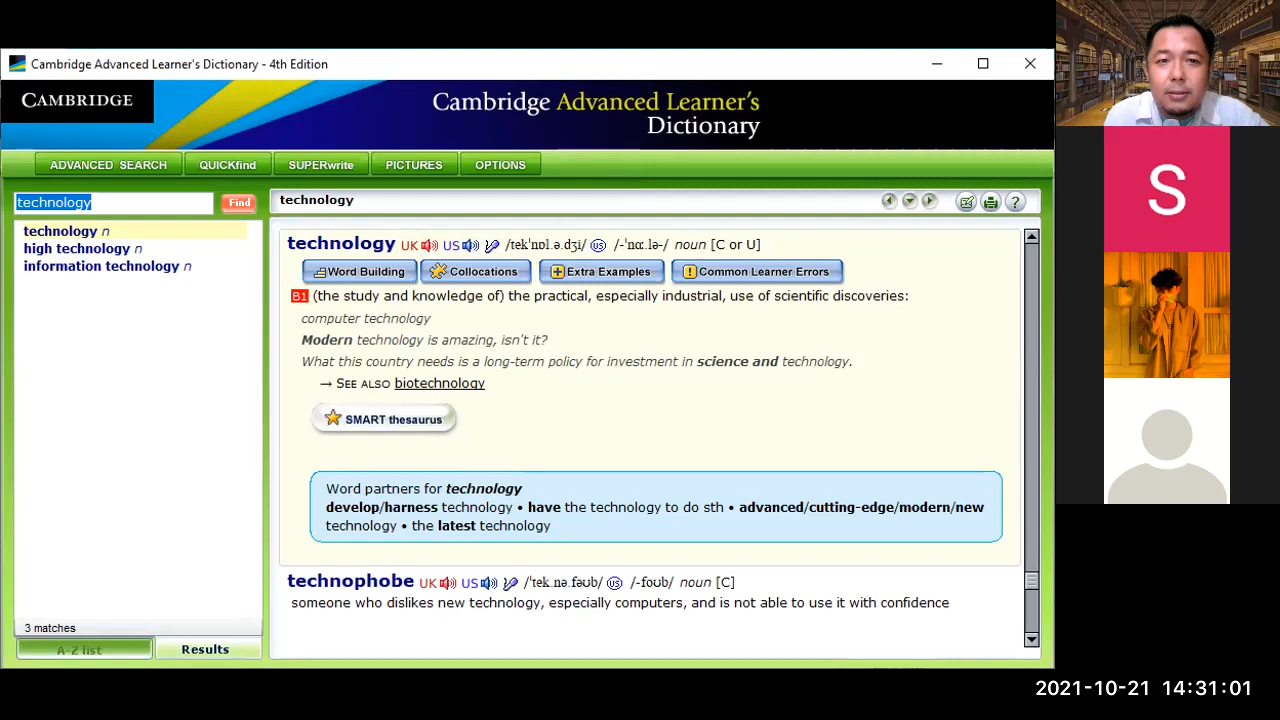 Cambridge Advanced Learner's Dictionary - 4th Edition
CAMBRIDGE
Cambridge Advanced Learner's
Dictionary
ADVANCED SEARCH QUICKfind SUPERwrite PICTURES OPTIONS
technology Find
technology n
high technology n
information technology n
3 matches
A-Z list Results
technology
technology UK US /tekˈnɒl.ə.dʒi/ US /-ˈnɑː.lə-/ noun [C or U]
Word Building Collocations Extra Examples Common Learner Errors
B1 (the study and knowledge of) the practical, especially industrial, use of scientific discoveries:
computer technology
Modern technology is amazing, isn't it?
What this country needs is a long-term policy for investment in science and technology.
→ SEE ALSO biotechnology
SMART thesaurus
Word partners for technology
develop/harness technology • have the technology to do sth • advanced/cutting-edge/modern/new
technology • the latest technology
technophobe UK US /ˈtek.nə.fəʊb/ US /-foʊb/ noun [C]
someone who dislikes new technology, especially computers, and is not able to use it with confidence
S
2021-10-21 14:31:01